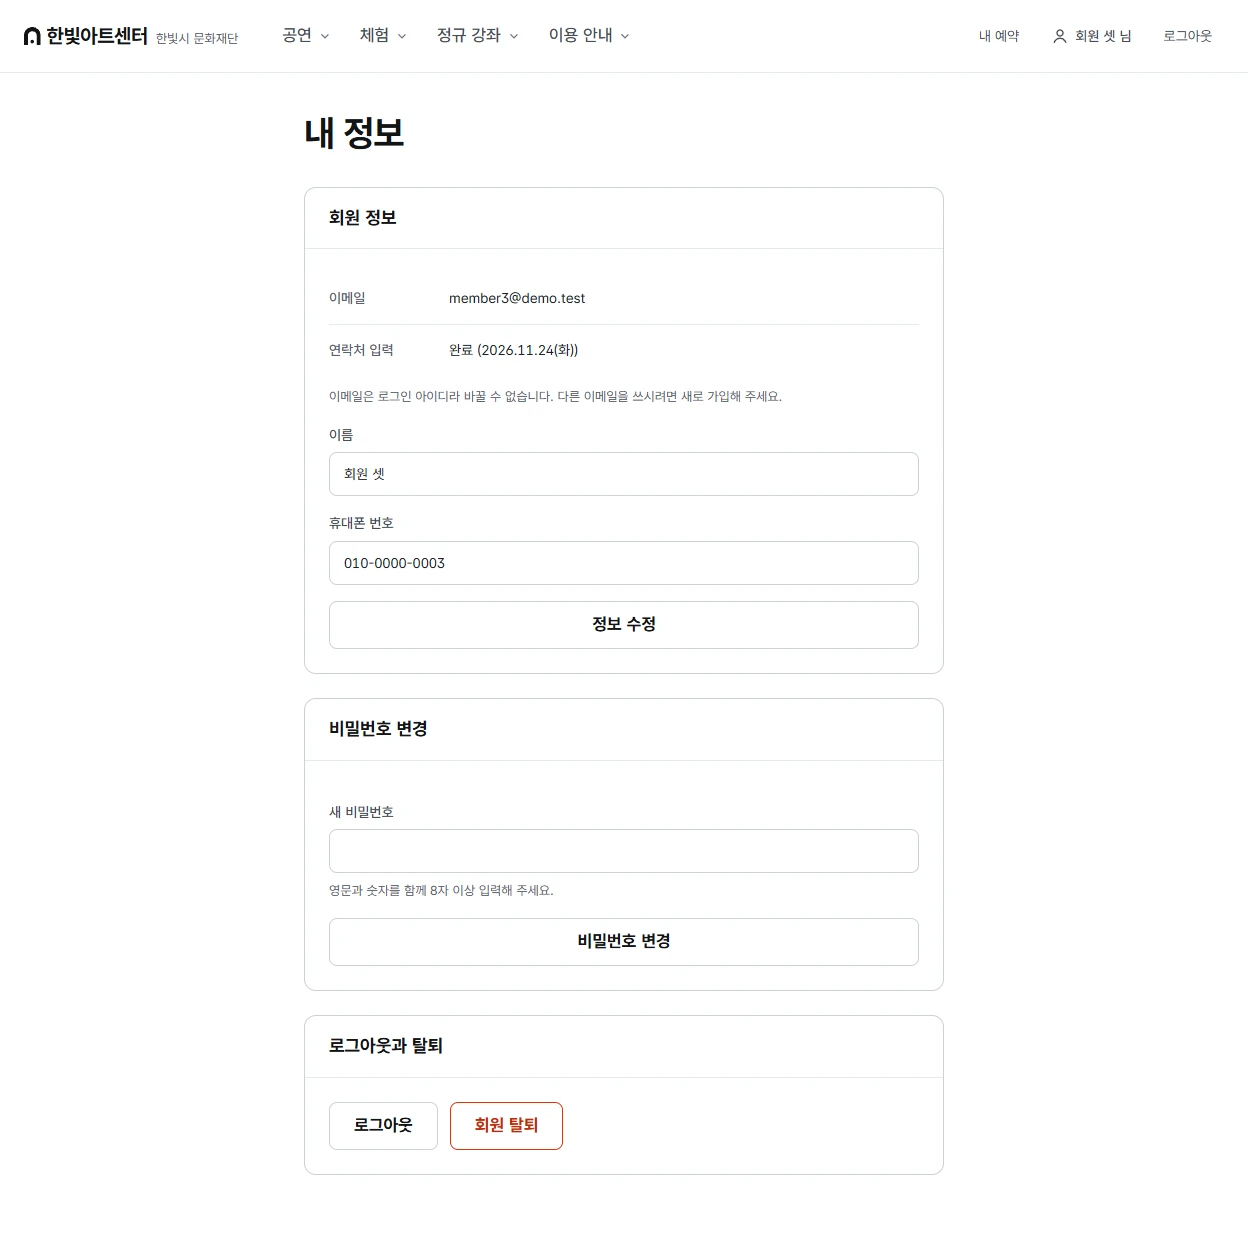 한빛아트센터 한빛시 문화재단 공연 체험 정규 강좌 이용 안내 내 예약 회원 셋 님 로그아웃
내 정보
회원 정보
이메일 member3@demo.test
연락처 입력 완료 (2026.11.24(화))
이메일은 로그인 아이디라 바꿀 수 없습니다. 다른 이메일을 쓰시려면 새로 가입해 주세요.
이름
회원 셋
휴대폰 번호
010-0000-0003
정보 수정
비밀번호 변경
새 비밀번호
영문과 숫자를 함께 8자 이상 입력해 주세요.
비밀번호 변경
로그아웃과 탈퇴
로그아웃 회원 탈퇴